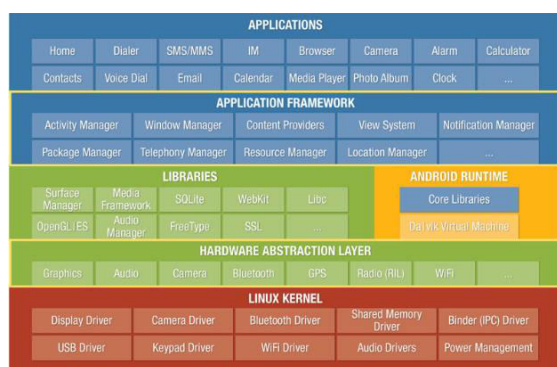 APPLICATIONS
Home Dialer SMS/MMS IM Browser Camera Alarm Calculator
Contacts Voice Dial Email Calendar Media Player Photo Album Clock ...
APPLICATION FRAMEWORK
Activity Manager Window Manager Content Providers View System Notification Manager
Package Manager Telephony Manager Resource Manager Location Manager ...
LIBRARIES
Surface Manager Media Framework SQLite WebKit Libc
OpenGL|ES Audio Manager FreeType SSL ...
ANDROID RUNTIME
Core Libraries
Dalvik Virtual Machine
HARDWARE ABSTRACTION LAYER
Graphics Audio Camera Bluetooth GPS Radio (RIL) WiFi ...
LINUX KERNEL
Display Driver Camera Driver Bluetooth Driver Shared Memory Driver Binder (IPC) Driver
USB Driver Keypad Driver WiFi Driver Audio Drivers Power Management